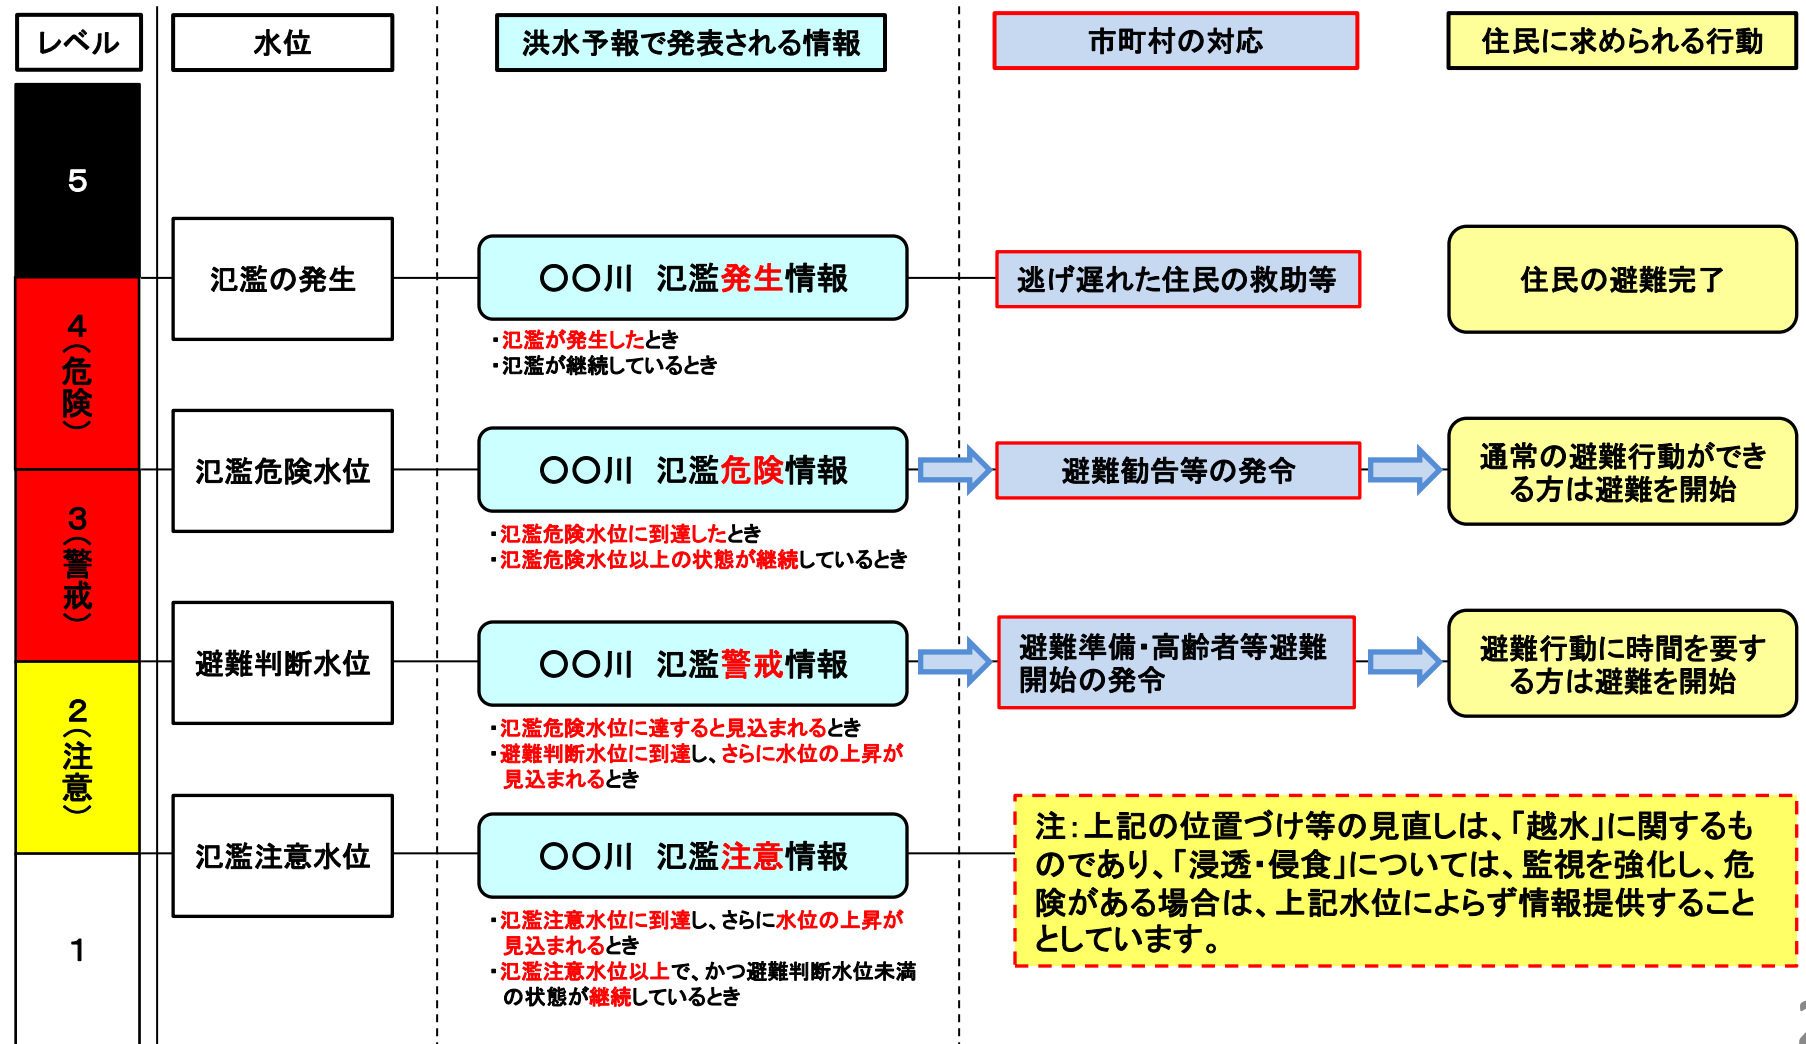 レベル
水位
洪水予報で発表される情報
市町村の対応
住民に求められる行動
5
氾濫の発生
〇〇川 氾濫発生情報
・氾濫が発生したとき
・氾濫が継続しているとき
逃げ遅れた住民の救助等
住民の避難完了
4(危険)
氾濫危険水位
〇〇川 氾濫危険情報
・氾濫危険水位に到達したとき
・氾濫危険水位以上の状態が継続しているとき
避難勧告等の発令
通常の避難行動ができ
る方は避難を開始
3(警戒)
避難判断水位
〇〇川 氾濫警戒情報
・氾濫危険水位に達すると見込まれるとき
・避難判断水位に到達し、さらに水位の上昇が
見込まれるとき
避難準備・高齢者等避難
開始の発令
避難行動に時間を要す
る方は避難を開始
2(注意)
氾濫注意水位
〇〇川 氾濫注意情報
・氾濫注意水位に到達し、さらに水位の上昇が
見込まれるとき
・氾濫注意水位以上で、かつ避難判断水位未満
の状態が継続しているとき
注：上記の位置づけ等の見直しは、「越水」に関するも
のであり、「浸透・侵食」については、監視を強化し、危
険がある場合は、上記水位によらず情報提供すること
としています。
1